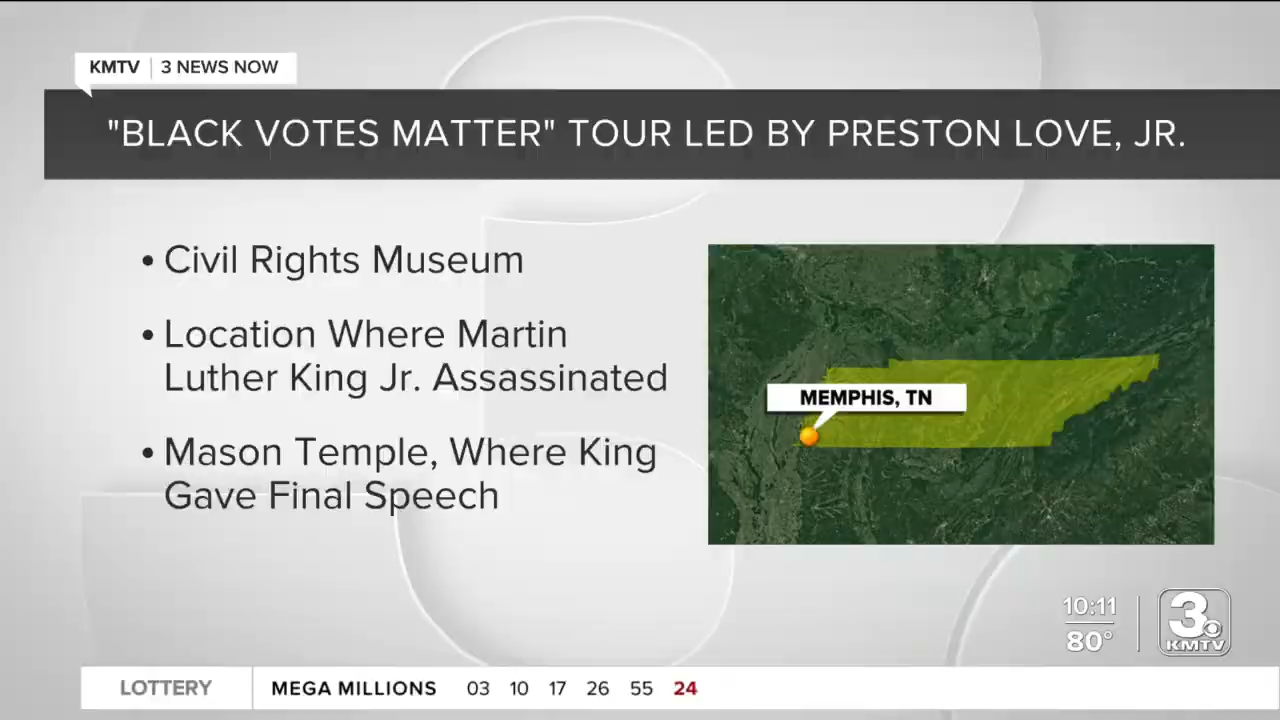 KMTV | 3 NEWS NOW
"BLACK VOTES MATTER" TOUR LED BY PRESTON LOVE, JR.
• Civil Rights Museum
• Location Where Martin
Luther King Jr. Assassinated
• Mason Temple, Where King
Gave Final Speech
MEMPHIS, TN
10:11
80°
3
KMTV
LOTTERY
MEGA MILLIONS 03 10 17 26 55 24